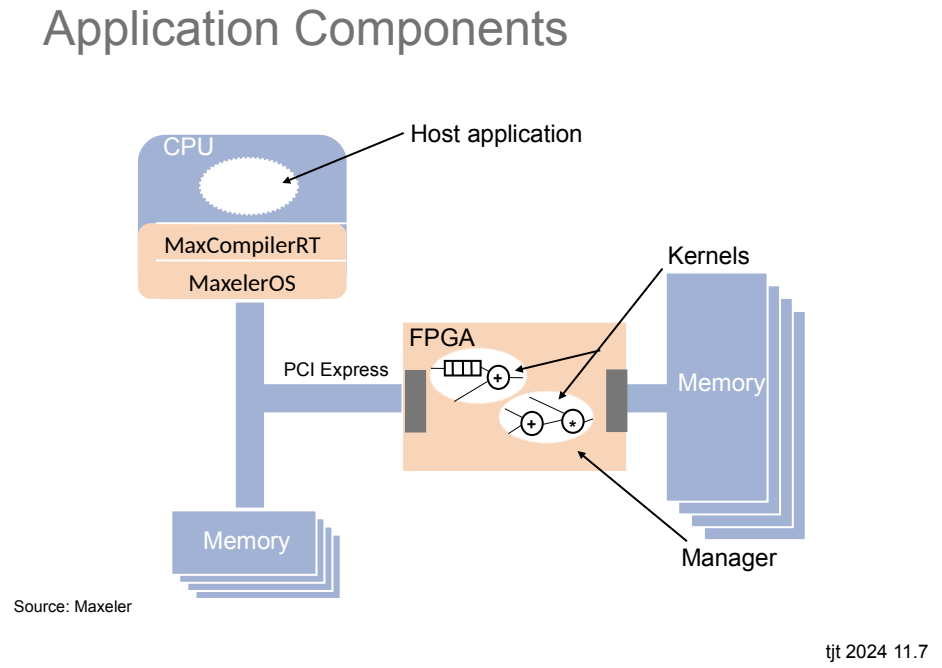 Application Components
CPU
Host application
MaxCompilerRT
MaxelerOS
Kernels
FPGA
PCI Express
+
Memory
+
*
Memory
Manager
Source: Maxeler
tjt 2024 11.7